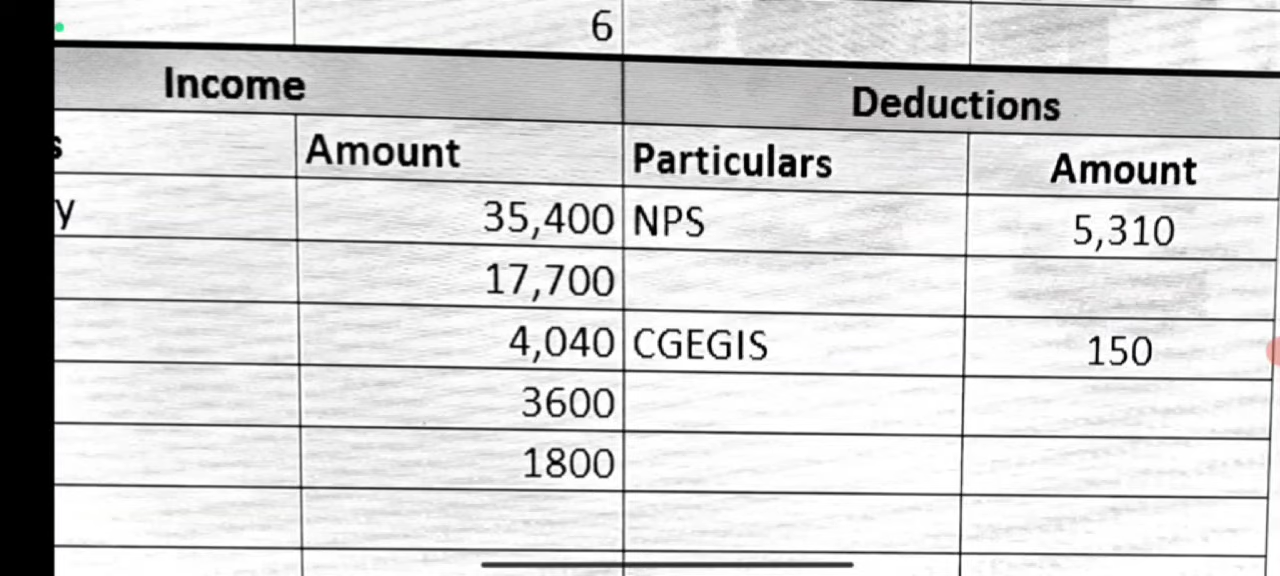 6
Income Deductions
s Amount Particulars Amount
y 35,400 NPS 5,310
17,700
4,040 CGEGIS 150
3600
1800